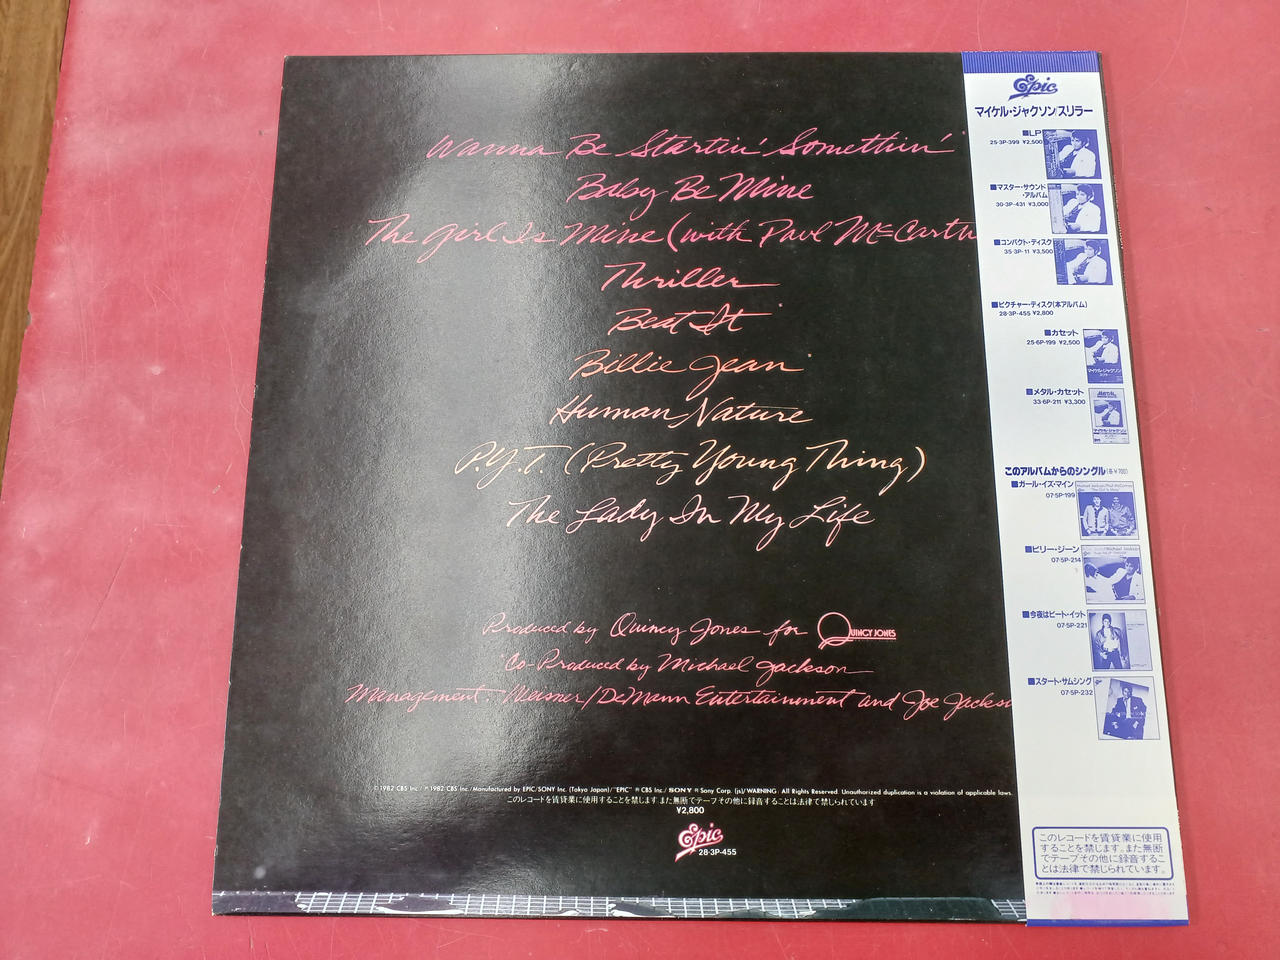 Wanna Be Startin' Somethin'
Baby Be Mine
The Girl Is Mine (with Paul McCart
Thriller
Beat It
Billie Jean
Human Nature
P.Y.T. (Pretty Young Thing)
The Lady In My Life
Produced by Quincy Jones for QUINCY JONES
Co-Produced by Michael Jackson
Management: Weisner/DeMann Entertainment and Joe Jackso
©1982 CBS Inc./℗ 1982 CBS Inc./Manufactured by EPIC/SONY Inc. (Tokyo Japan)/"EPIC" ® CBS Inc./SONY ® Sony Corp. (js)/WARNING: All Rights Reserved. Unauthorized duplication is a violation of applicable laws.
このレコードを賃貸業に使用することを禁じます。また無断でテープその他に録音することは法律で禁じられています
¥2,800
Epic
28·3P-455
Epic
マイケル・ジャクソン/スリラー
■LP
25·3P-399 ¥2,500
■マスター・サウンド
・アルバム
30·3P-431 ¥3,000
■コンパクト・ディスク
35·3P-11 ¥3,500
■ピクチャー・ディスク(本アルバム)
28·3P-455 ¥2,800
■カセット
25·6P-199 ¥2,500
■メタル・カセット
33·6P-211 ¥3,300
このアルバムからのシングル(各¥700)
■ガール・イズ・マイン
07·5P-199
■ビリー・ジーン
07·5P-214
■今夜はビート・イット
07·5P-221
■スタート・サムシング
07·5P-232
このレコードを賃貸業に使用
することを禁じます。また無断
でテープその他に録音するこ
とは法律で禁じられています。